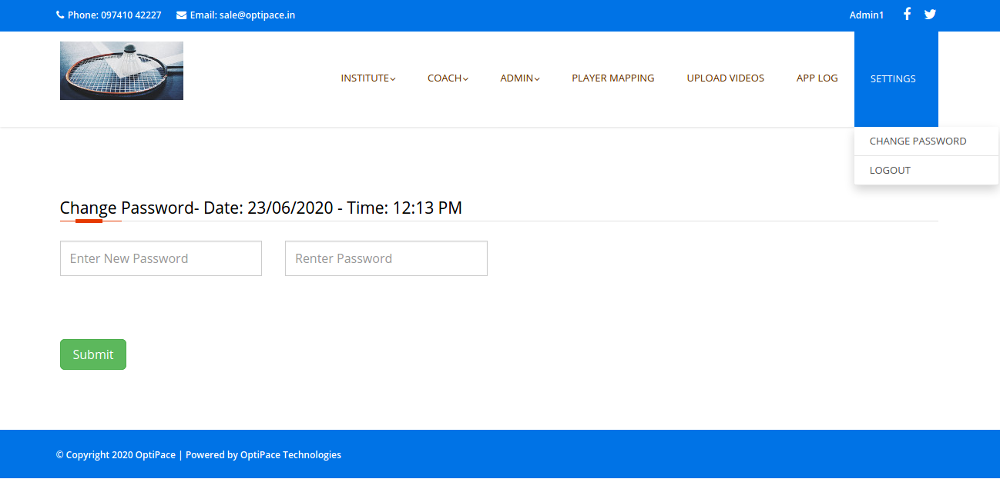 Phone: 097410 42227 Email: sale@optipace.in Admin1
INSTITUTE COACH ADMIN PLAYER MAPPING UPLOAD VIDEOS APP LOG SETTINGS
CHANGE PASSWORD
LOGOUT
Change Password- Date: 23/06/2020 - Time: 12:13 PM
Enter New Password Renter Password
Submit
© Copyright 2020 OptiPace | Powered by OptiPace Technologies